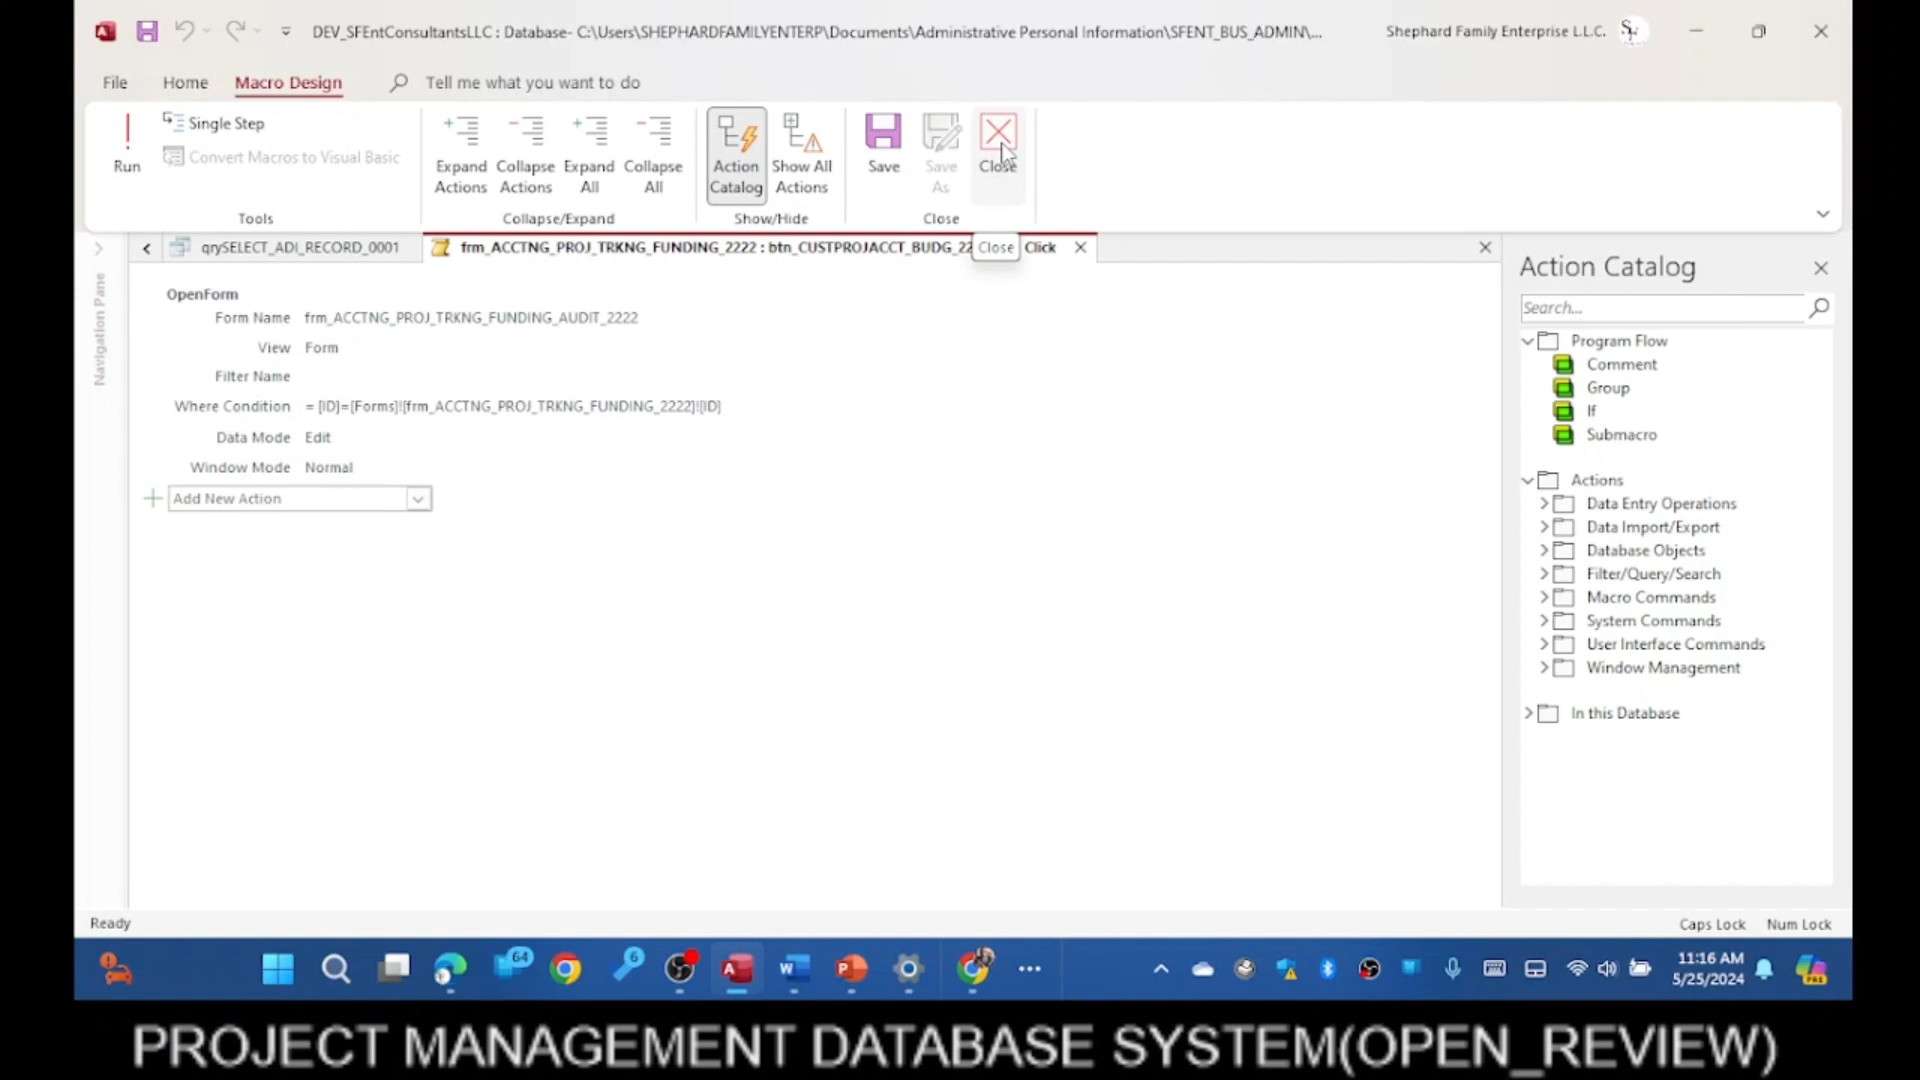 DEV_SFEntConsultantsLLC : Database- C:\Users\SHEPHARDFAMILYENTERP\Documents\Administrative Personal Information\SFENT_BUS_ADMIN\...
Shephard Family Enterprise L.L.C.
File
Home
Macro Design
Tell me what you want to do
Run
Single Step
Convert Macros to Visual Basic
Tools
Expand Actions
Collapse Actions
Expand All
Collapse All
Collapse/Expand
Action Catalog
Show All Actions
Show/Hide
Save
Save As
Close
Close
qrySELECT_ADI_RECORD_0001
frm_ACCTNG_PROJ_TRKNG_FUNDING_2222 : btn_CUSTPROJACCT_BUDG_22
Close
Click
Navigation Pane
OpenForm
Form Name frm_ACCTNG_PROJ_TRKNG_FUNDING_AUDIT_2222
View Form
Filter Name
Where Condition = [ID]=[Forms]![frm_ACCTNG_PROJ_TRKNG_FUNDING_2222]![ID]
Data Mode Edit
Window Mode Normal
Add New Action
Action Catalog
Search...
Program Flow
Comment
Group
If
Submacro
Actions
Data Entry Operations
Data Import/Export
Database Objects
Filter/Query/Search
Macro Commands
System Commands
User Interface Commands
Window Management
In this Database
Ready
Caps Lock
Num Lock
64
6
11:16 AM
5/25/2024
PROJECT MANAGEMENT DATABASE SYSTEM(OPEN_REVIEW)